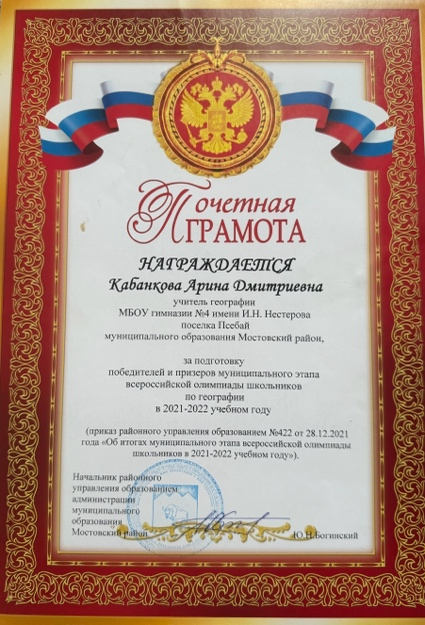 Почетная
ГРАМОТА
НАГРАЖДАЕТСЯ
Кабанкова Арина Дмитриевна
учитель географии
МБОУ гимназии №4 имени И.Н. Нестерова
поселка Псебай
муниципального образования Мостовский район,
за подготовку
победителей и призеров муниципального этапа
всероссийской олимпиады школьников
по географии
в 2021-2022 учебном году
(приказ районного управления образованием №422 от 28.12.2021
года «Об итогах муниципального этапа всероссийской олимпиады
школьников в 2021-2022 учебном году»).
Начальник районного
управления образованием
администрации
муниципального
образования
Мостовский район Ю.Н.Богинский